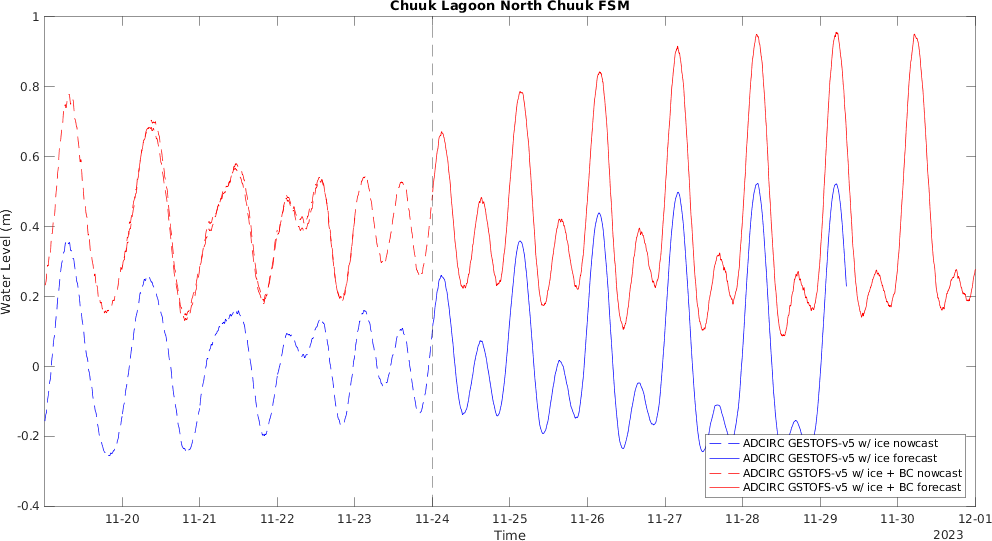 Chuuk Lagoon North Chuuk FSM
1
0.8
0.6
0.4
0.2
0
-0.2
-0.4
Water Level (m)
ADCIRC GESTOFS-v5 w/ ice nowcast
ADCIRC GESTOFS-v5 w/ ice forecast
ADCIRC GSTOFS-v5 w/ ice + BC nowcast
ADCIRC GSTOFS-v5 w/ ice + BC forecast
11-20 11-21 11-22 11-23 11-24 11-25 11-26 11-27 11-28 11-29 11-30 12-01
Time
2023